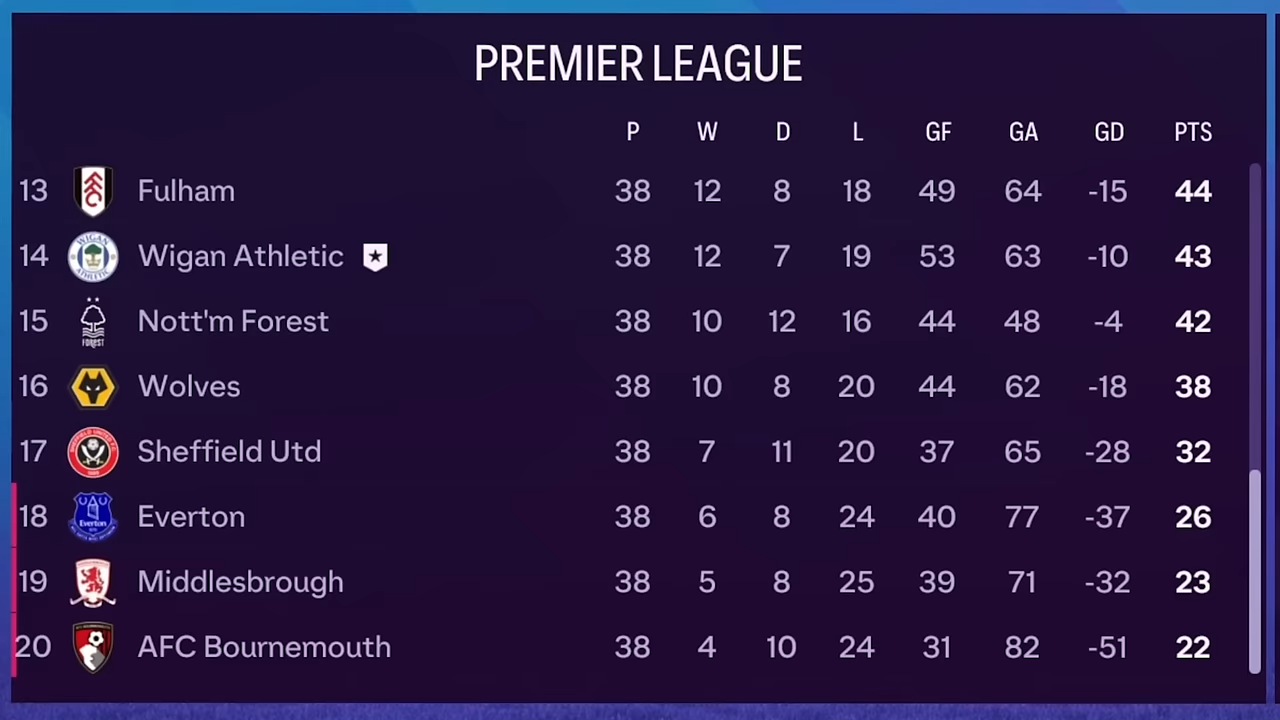 PREMIER LEAGUE
P W D L GF GA GD PTS
13 Fulham 38 12 8 18 49 64 -15 44
14 WIGAN ATHLETIC Wigan Athletic 38 12 7 19 53 63 -10 43
15 FOREST Nott'm Forest 38 10 12 16 44 48 -4 42
16 Wolves 38 10 8 20 44 62 -18 38
17 Sheffield Utd 38 7 11 20 37 65 -28 32
18 Everton Everton 38 6 8 24 40 77 -37 26
19 Middlesbrough 38 5 8 25 39 71 -32 23
20 AFC Bournemouth 38 4 10 24 31 82 -51 22